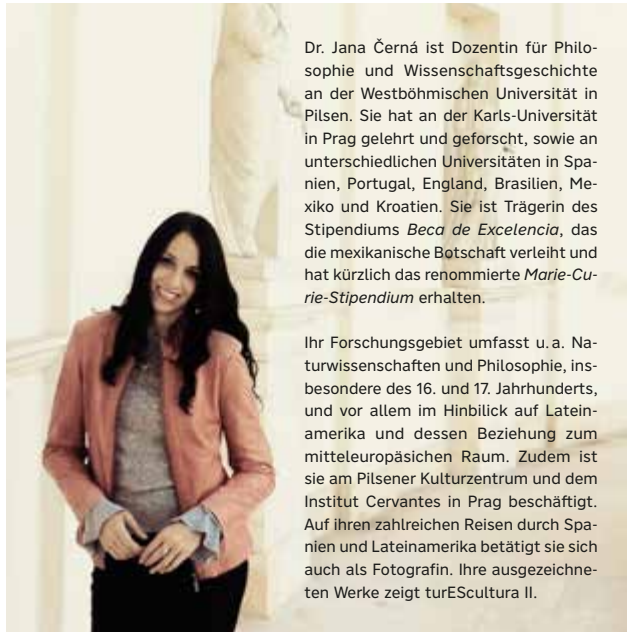 Dr. Jana Černá ist Dozentin für Philo-
sophie und Wissenschaftsgeschichte
an der Westböhmischen Universität in
Pilsen. Sie hat an der Karls-Universität
in Prag gelehrt und geforscht, sowie an
unterschiedlichen Universitäten in Spa-
nien, Portugal, England, Brasilien, Me-
xiko und Kroatien. Sie ist Trägerin des
Stipendiums Beca de Excelencia, das
die mexikanische Botschaft verleiht und
hat kürzlich das renommierte Marie-Cu-
rie-Stipendium erhalten.

Ihr Forschungsgebiet umfasst u. a. Na-
turwissenschaften und Philosophie, ins-
besondere des 16. und 17. Jahrhunderts,
und vor allem im Hinbilick auf Latein-
amerika und dessen Beziehung zum
mitteleuropäsichen Raum. Zudem ist
sie am Pilsener Kulturzentrum und dem
Institut Cervantes in Prag beschäftigt.
Auf ihren zahlreichen Reisen durch Spa-
nien und Lateinamerika betätigt sie sich
auch als Fotografin. Ihre ausgezeichne-
ten Werke zeigt turEScultura II.